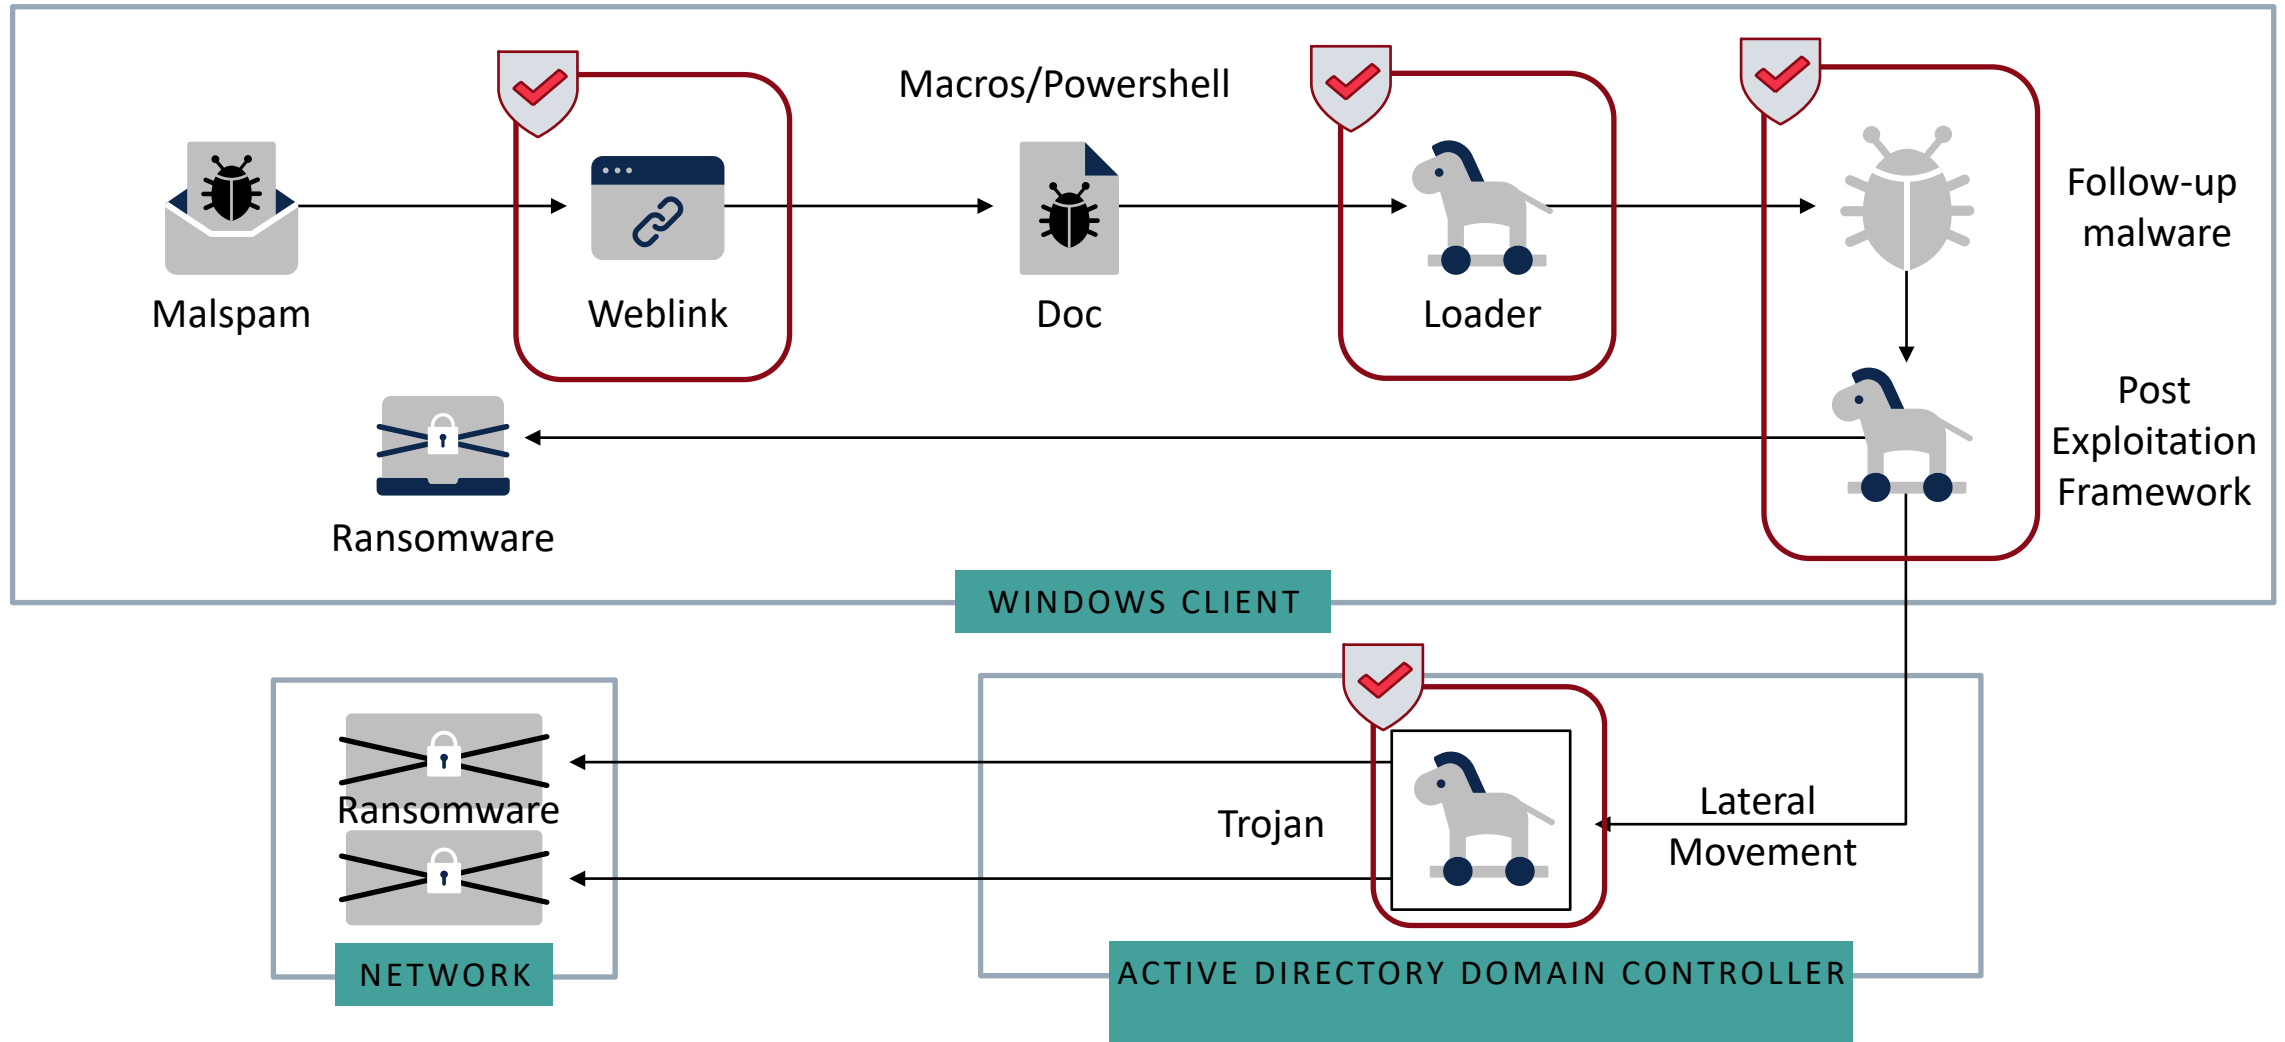 Macros/Powershell
Malspam
Weblink
Doc
Loader
Follow-up
malware
Post
Exploitation
Framework
Ransomware
WINDOWS CLIENT
Ransomware
Trojan
Lateral
Movement
NETWORK
ACTIVE DIRECTORY DOMAIN CONTROLLER